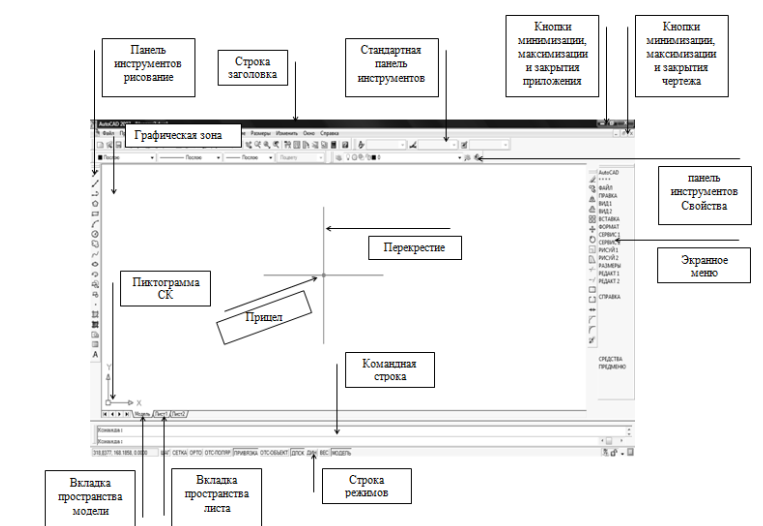 Панель
инструментов
рисование
Строка
заголовка
Стандартная
панель
инструментов
Кнопки
минимизации,
максимизации
и закрытия
приложения
Кнопки
минимизации,
максимизации
и закрытия
чертежа
AutoCAD
Файл
Размеры Изменить Окно Справка
Графическая зона
Послою
Послою
Послою
AutoCAD
* * * *
ФАЙЛ
ПРАВКА
ВИД 1
ВИД 2
ВСТАВКА
ФОРМАТ
СЕРВИС 1
СЕРВИС
РИСУЙ 1
РИСУЙ 2
РАЗМЕРЫ
РЕДАКТ 1
РЕДАКТ 2
СПРАВКА
СРЕДСТВА
ПРЕДМЕНЮ
панель
инструментов
Свойства
Экранное
меню
Перекрестие
Пиктограмма
СК
Прицел
Командная
строка
Y
X
Модель Лист1 Лист2
Команда:
Команда:
ШАГ СЕТКА ОРТО ОТС-ПОЛЯР ПРИВЯЗКА ОТС-ОБЪЕКТ ДПСК ДИН ВЕС МОДЕЛЬ
Вкладка
пространства
модели
Вкладка
пространства
листа
Строка
режимов